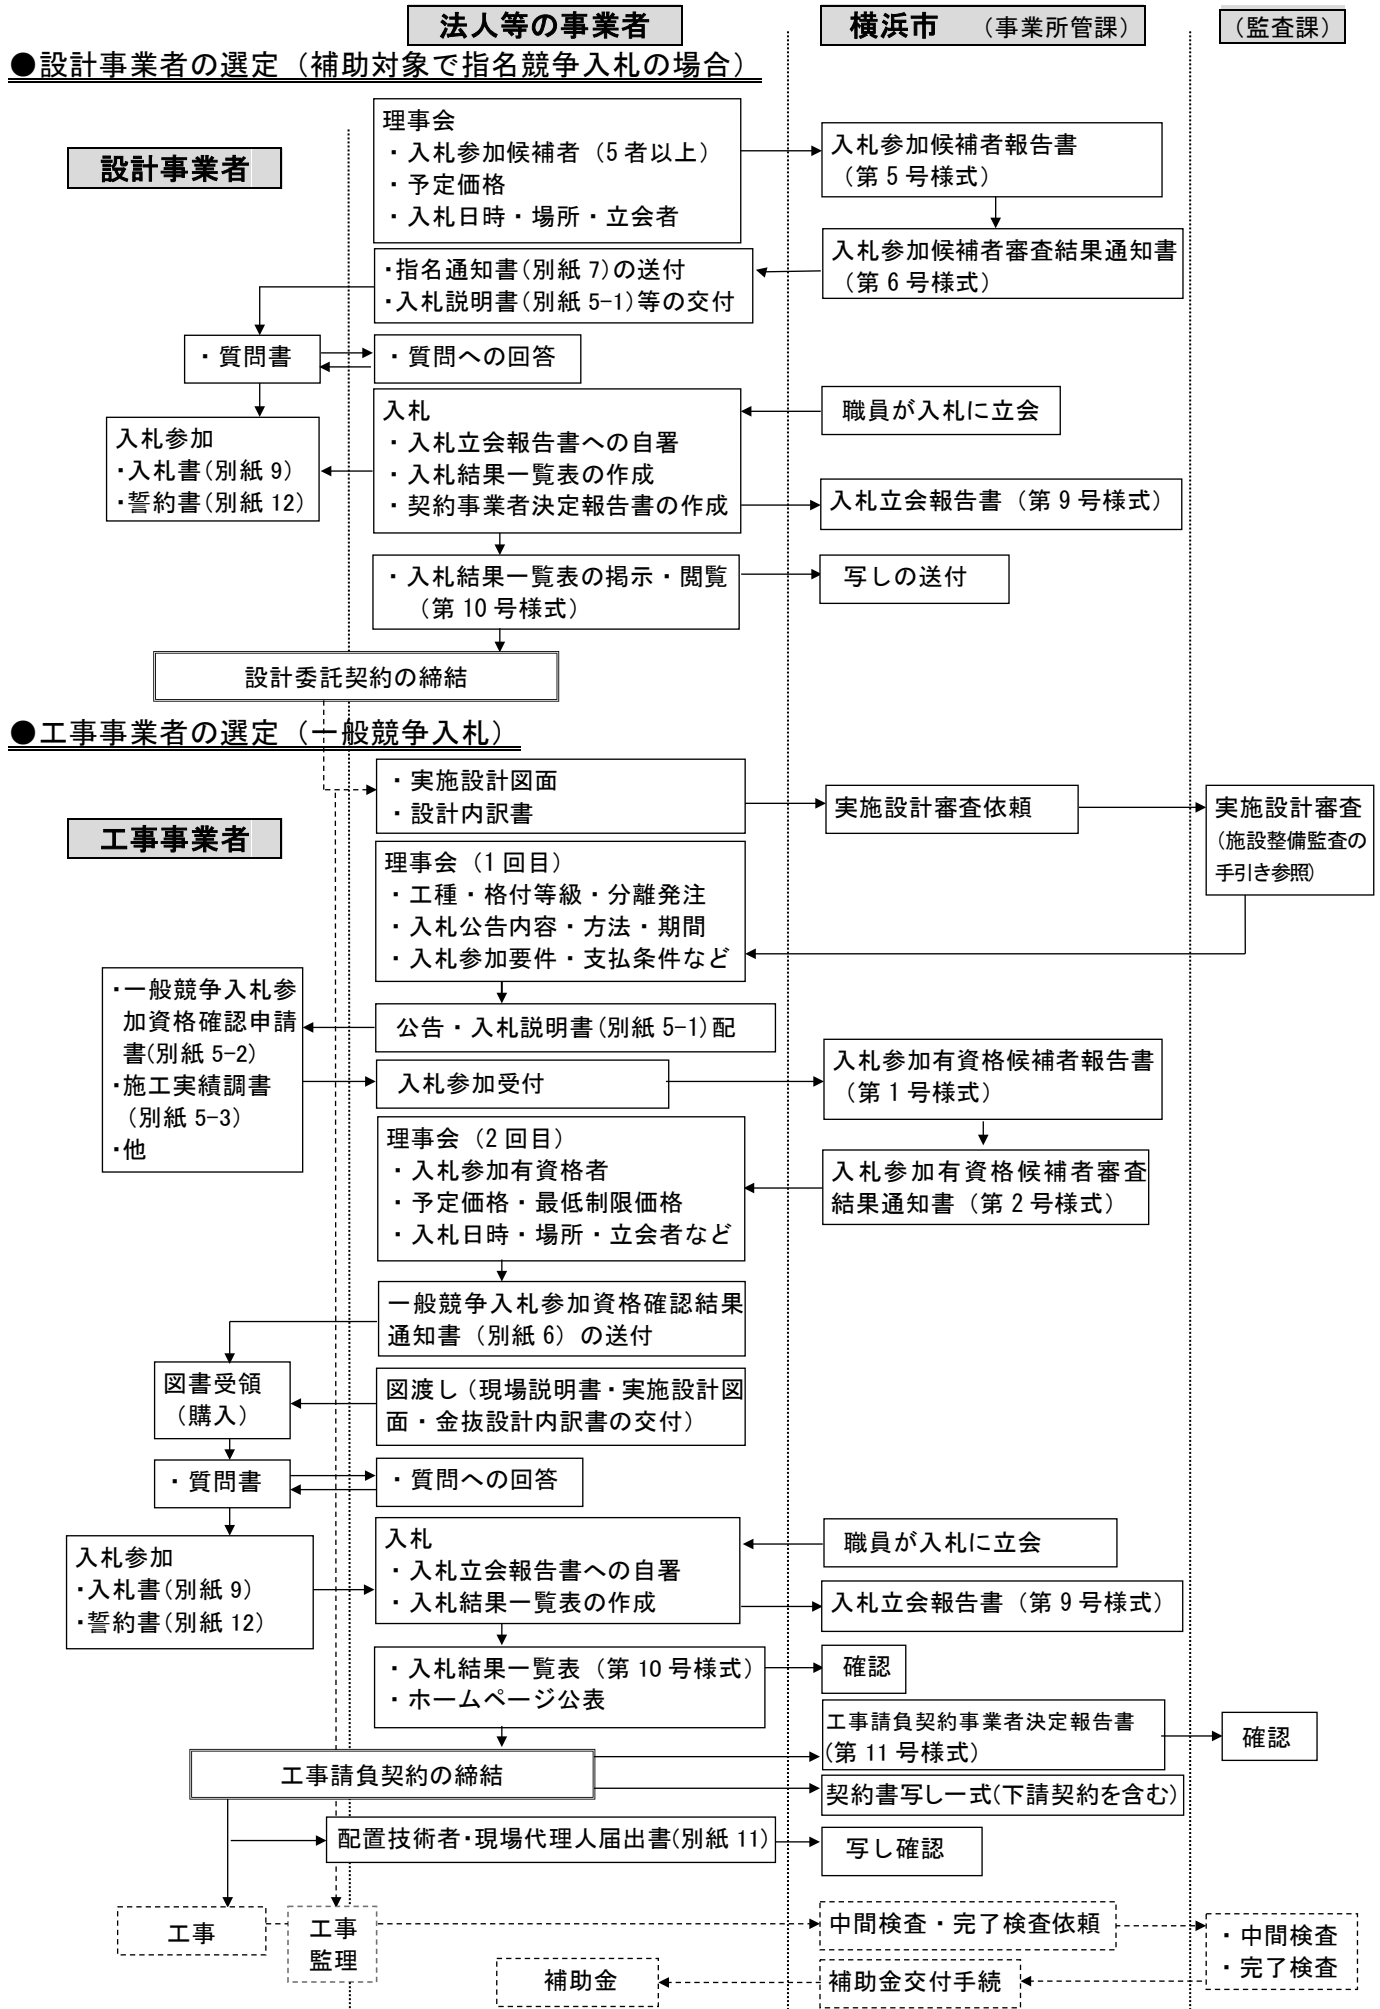 法人等の事業者
横浜市 （事業所管課）
（監査課）
●設計事業者の選定（補助対象で指名競争入札の場合）
設計事業者
理事会
・入札参加候補者（5 者以上）
・予定価格
・入札日時・場所・立会者
入札参加候補者報告書
（第 5 号様式）
入札参加候補者審査結果通知書
（第 6 号様式）
・指名通知書(別紙 7)の送付
・入札説明書(別紙 5-1)等の交付
・質問書
・質問への回答
入札参加
・入札書(別紙 9)
・誓約書(別紙 12)
入札
・入札立会報告書への自署
・入札結果一覧表の作成
・契約事業者決定報告書の作成
職員が入札に立会
入札立会報告書（第 9 号様式）
・入札結果一覧表の掲示・閲覧
（第 10 号様式）
写しの送付
設計委託契約の締結
●工事事業者の選定（一般競争入札）
工事事業者
・実施設計図面
・設計内訳書
実施設計審査依頼
実施設計審査
(施設整備監査の
手引き参照)
理事会（1 回目）
・工種・格付等級・分離発注
・入札公告内容・方法・期間
・入札参加要件・支払条件など
・一般競争入札参
加資格確認申請
書(別紙 5-2)
・施工実績調書
（別紙 5-3）
・他
公告・入札説明書(別紙 5-1)配
入札参加受付
入札参加有資格候補者報告書
（第 1 号様式）
理事会（2 回目）
・入札参加有資格者
・予定価格・最低制限価格
・入札日時・場所・立会者など
入札参加有資格候補者審査
結果通知書（第 2 号様式）
一般競争入札参加資格確認結果
通知書（別紙 6）の送付
図書受領
（購入）
図渡し（現場説明書・実施設計図
面・金抜設計内訳書の交付）
・質問書
・質問への回答
入札参加
・入札書(別紙 9)
・誓約書(別紙 12)
入札
・入札立会報告書への自署
・入札結果一覧表の作成
職員が入札に立会
入札立会報告書（第 9 号様式）
・入札結果一覧表（第 10 号様式）
・ホームページ公表
確認
工事請負契約事業者決定報告書
(第 11 号様式）
確認
工事請負契約の締結
契約書写し一式(下請契約を含む)
配置技術者・現場代理人届出書(別紙 11)
写し確認
工事
工事
監理
中間検査・完了検査依頼
・中間検査
・完了検査
補助金
補助金交付手続